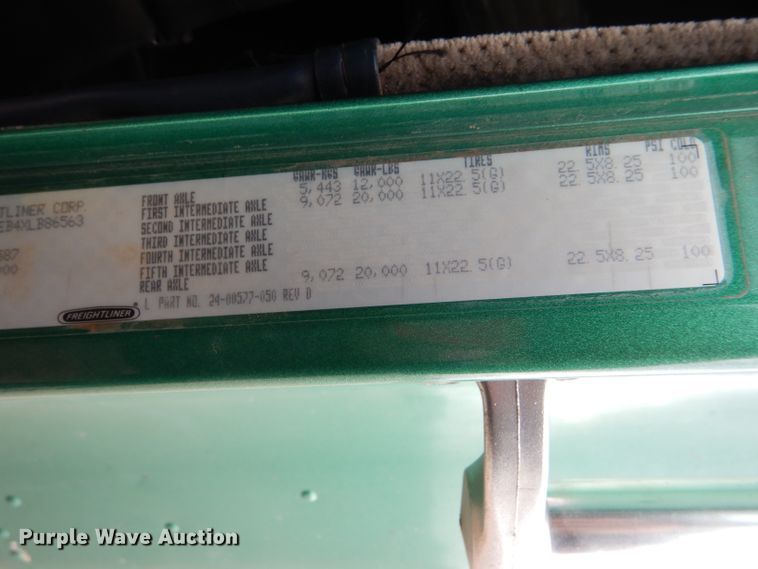 GAWR-KGS GAWR-LBS TIRES RIMS PSI COLD
FRONT AXLE 5,443 12,000 11X22.5(G) 22.5X8.25 100
FIRST INTERMEDIATE AXLE 9,072 20,000 11X22.5(G) 22.5X8.25 100
SECOND INTERMEDIATE AXLE
THIRD INTERMEDIATE AXLE
FOURTH INTERMEDIATE AXLE
FIFTH INTERMEDIATE AXLE
REAR AXLE 9,072 20,000 11X22.5(G) 22.5X8.25 100
TLINER CORP.
EB4XLB86563
L PART NO. 24-00577-050 REV D
FREIGHTLINER
Purple Wave Auction